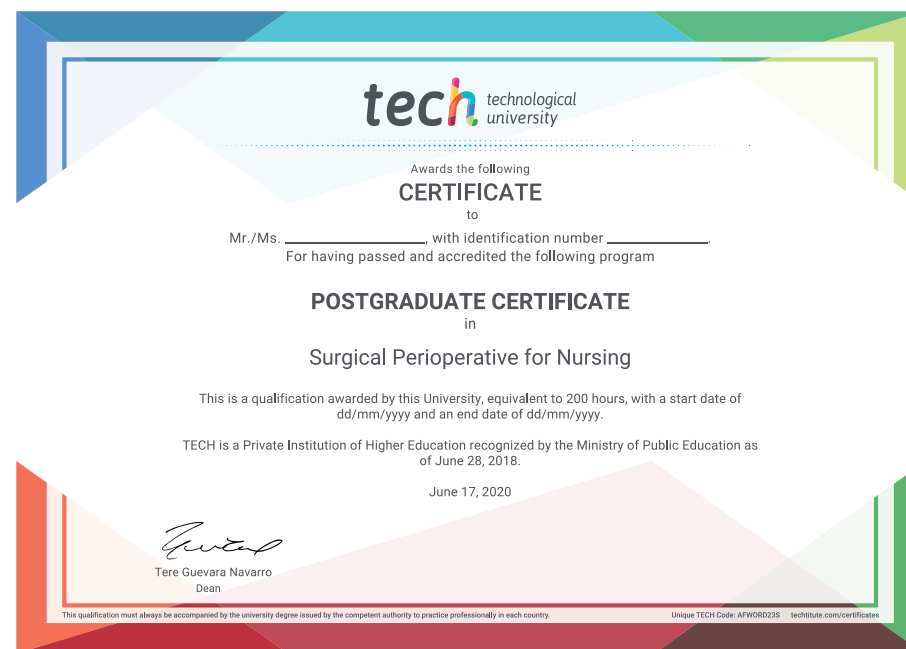 tech technological
university
Awards the following
CERTIFICATE
to
Mr./Ms. ____________________, with identification number ______________.
For having passed and accredited the following program
POSTGRADUATE CERTIFICATE
in
Surgical Perioperative for Nursing
This is a qualification awarded by this University, equivalent to 200 hours, with a start date of
dd/mm/yyyy and an end date of dd/mm/yyyy.
TECH is a Private Institution of Higher Education recognized by the Ministry of Public Education as
of June 28, 2018.
June 17, 2020
Tere Guevara Navarro
Dean
This qualification must always be accompanied by the university degree issued by the competent authority to practice professionally in each country. Unique TECH Code: AFWORD23S techtitute.com/certificates